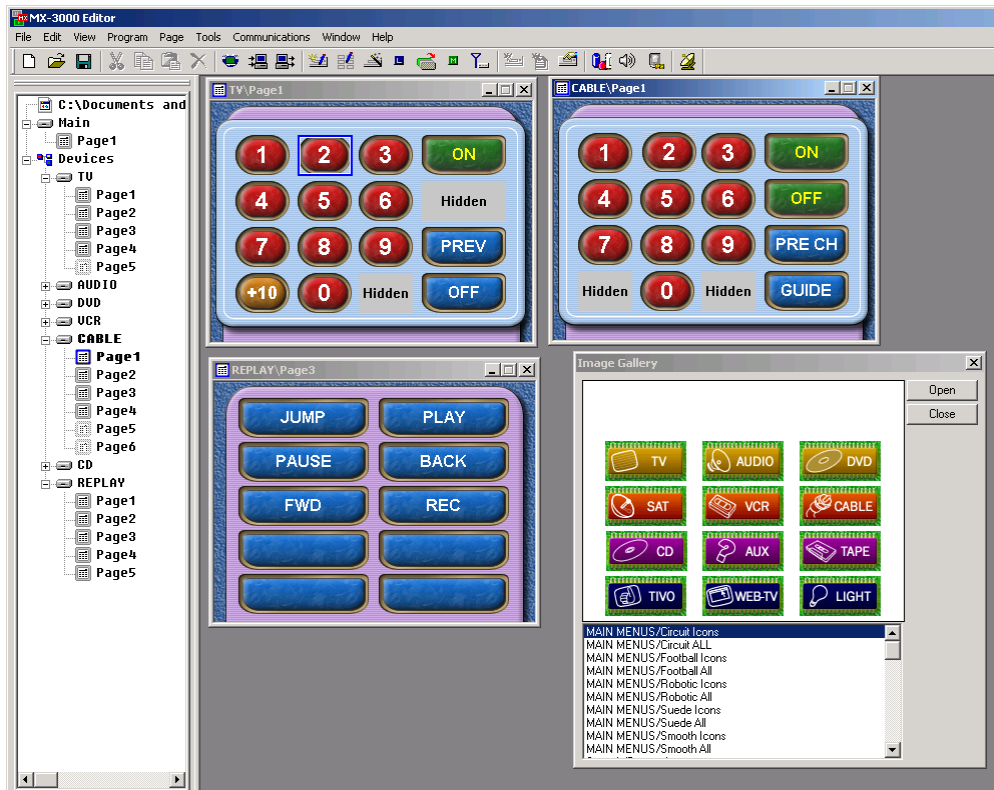 MX-3000 Editor
File Edit View Program Page Tools Communications Window Help
C:\Documents and
Main
Page1
Devices
TV
Page1
Page2
Page3
Page4
Page5
AUDIO
DVD
VCR
CABLE
Page1
Page2
Page3
Page4
Page5
Page6
CD
REPLAY
Page1
Page2
Page3
Page4
Page5
TV\Page1
1 2 3 ON
4 5 6 Hidden
7 8 9 PREV
+10 0 Hidden OFF
CABLE\Page1
1 2 3 ON
4 5 6 OFF
7 8 9 PRE CH
Hidden 0 Hidden GUIDE
REPLAY\Page3
JUMP PLAY
PAUSE BACK
FWD REC
Image Gallery
Open
Close
TV AUDIO DVD
SAT VCR CABLE
CD AUX TAPE
TIVO WEB-TV LIGHT
MAIN MENUS/Circuit Icons
MAIN MENUS/Circuit ALL
MAIN MENUS/Football Icons
MAIN MENUS/Football All
MAIN MENUS/Robotic Icons
MAIN MENUS/Robotic All
MAIN MENUS/Suede Icons
MAIN MENUS/Suede All
MAIN MENUS/Smooth Icons
MAIN MENUS/Smooth All